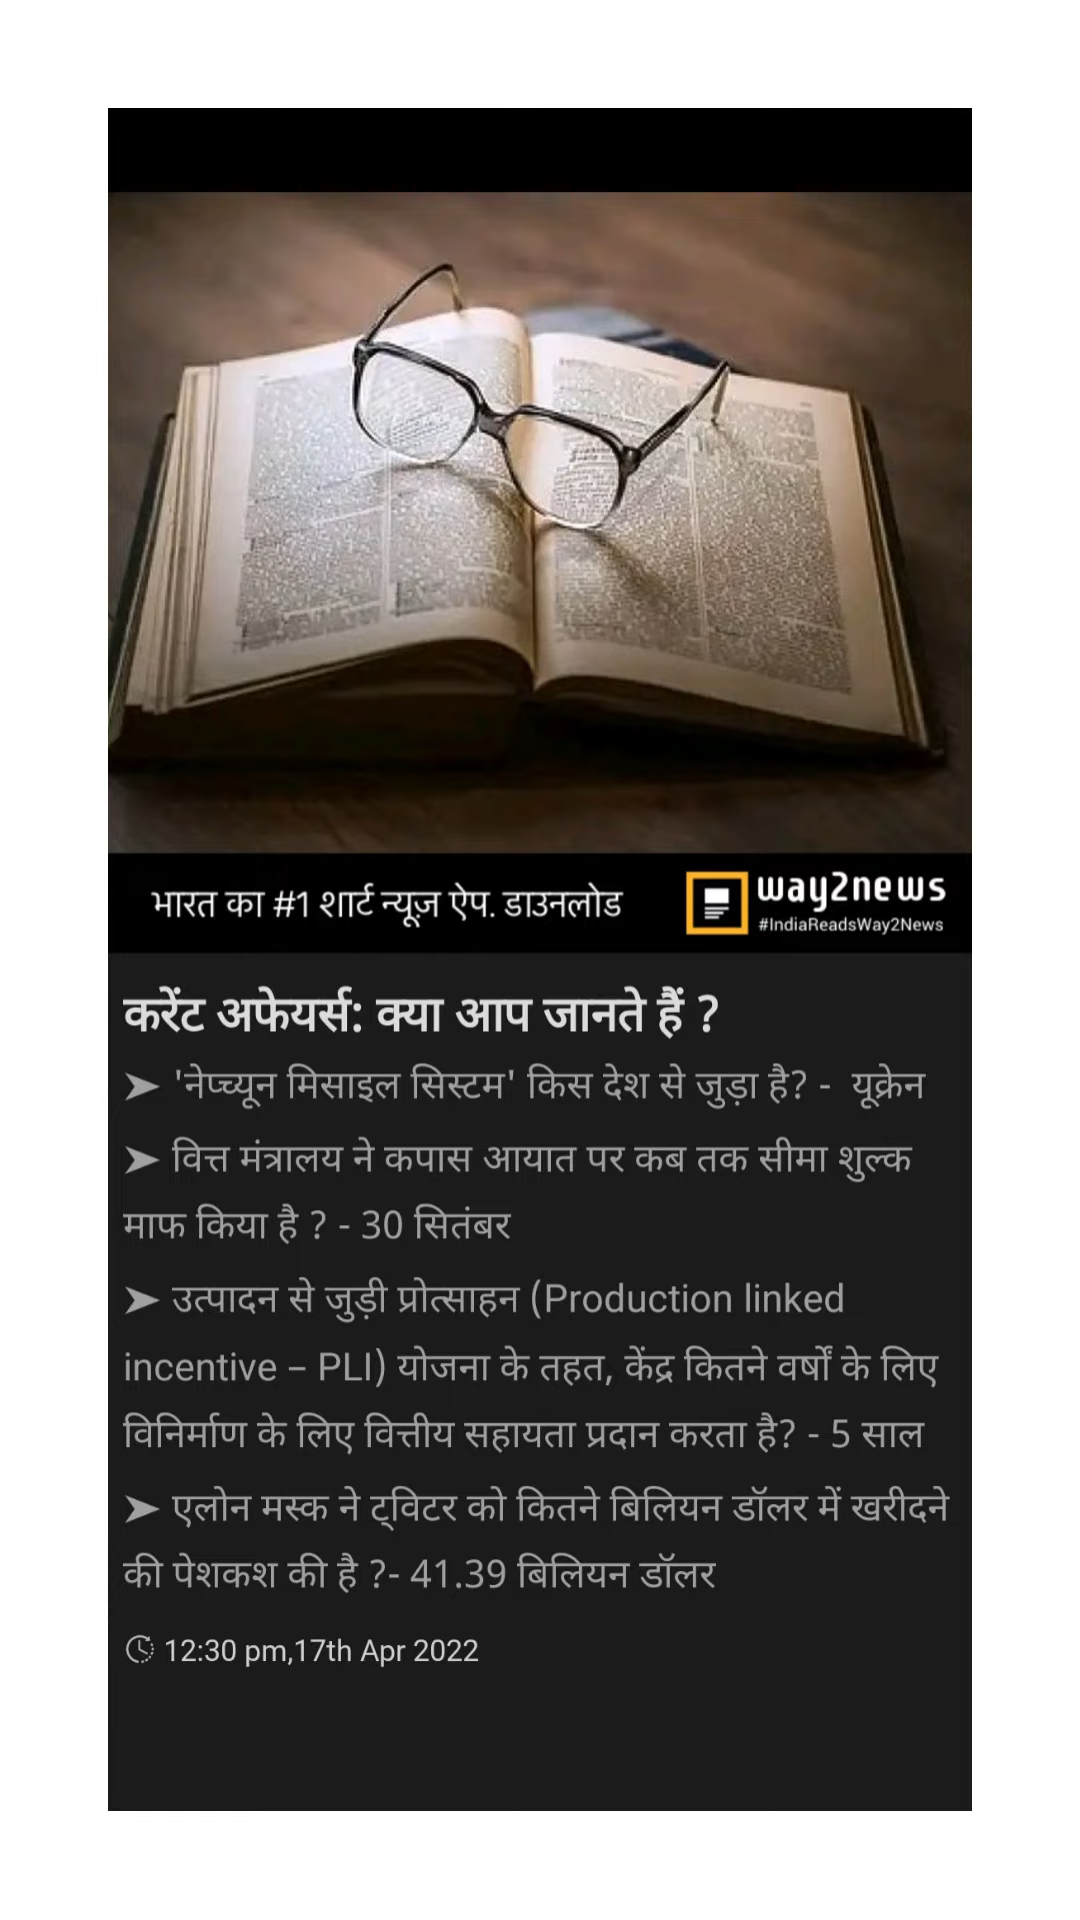 भारत का #1 शार्ट न्यूज़ ऐप. डाउनलोड
way2news
#IndiaReadsWay2News
करेंट अफेयर्स: क्या आप जानते हैं ?
➤ 'नेप्च्यून मिसाइल सिस्टम' किस देश से जुड़ा है? - यूक्रेन
➤ वित्त मंत्रालय ने कपास आयात पर कब तक सीमा शुल्क
माफ किया है ? - 30 सितंबर
➤ उत्पादन से जुड़ी प्रोत्साहन (Production linked
incentive – PLI) योजना के तहत, केंद्र कितने वर्षों के लिए
विनिर्माण के लिए वित्तीय सहायता प्रदान करता है? - 5 साल
➤ एलोन मस्क ने ट्विटर को कितने बिलियन डॉलर में खरीदने
की पेशकश की है ?- 41.39 बिलियन डॉलर
12:30 pm,17th Apr 2022